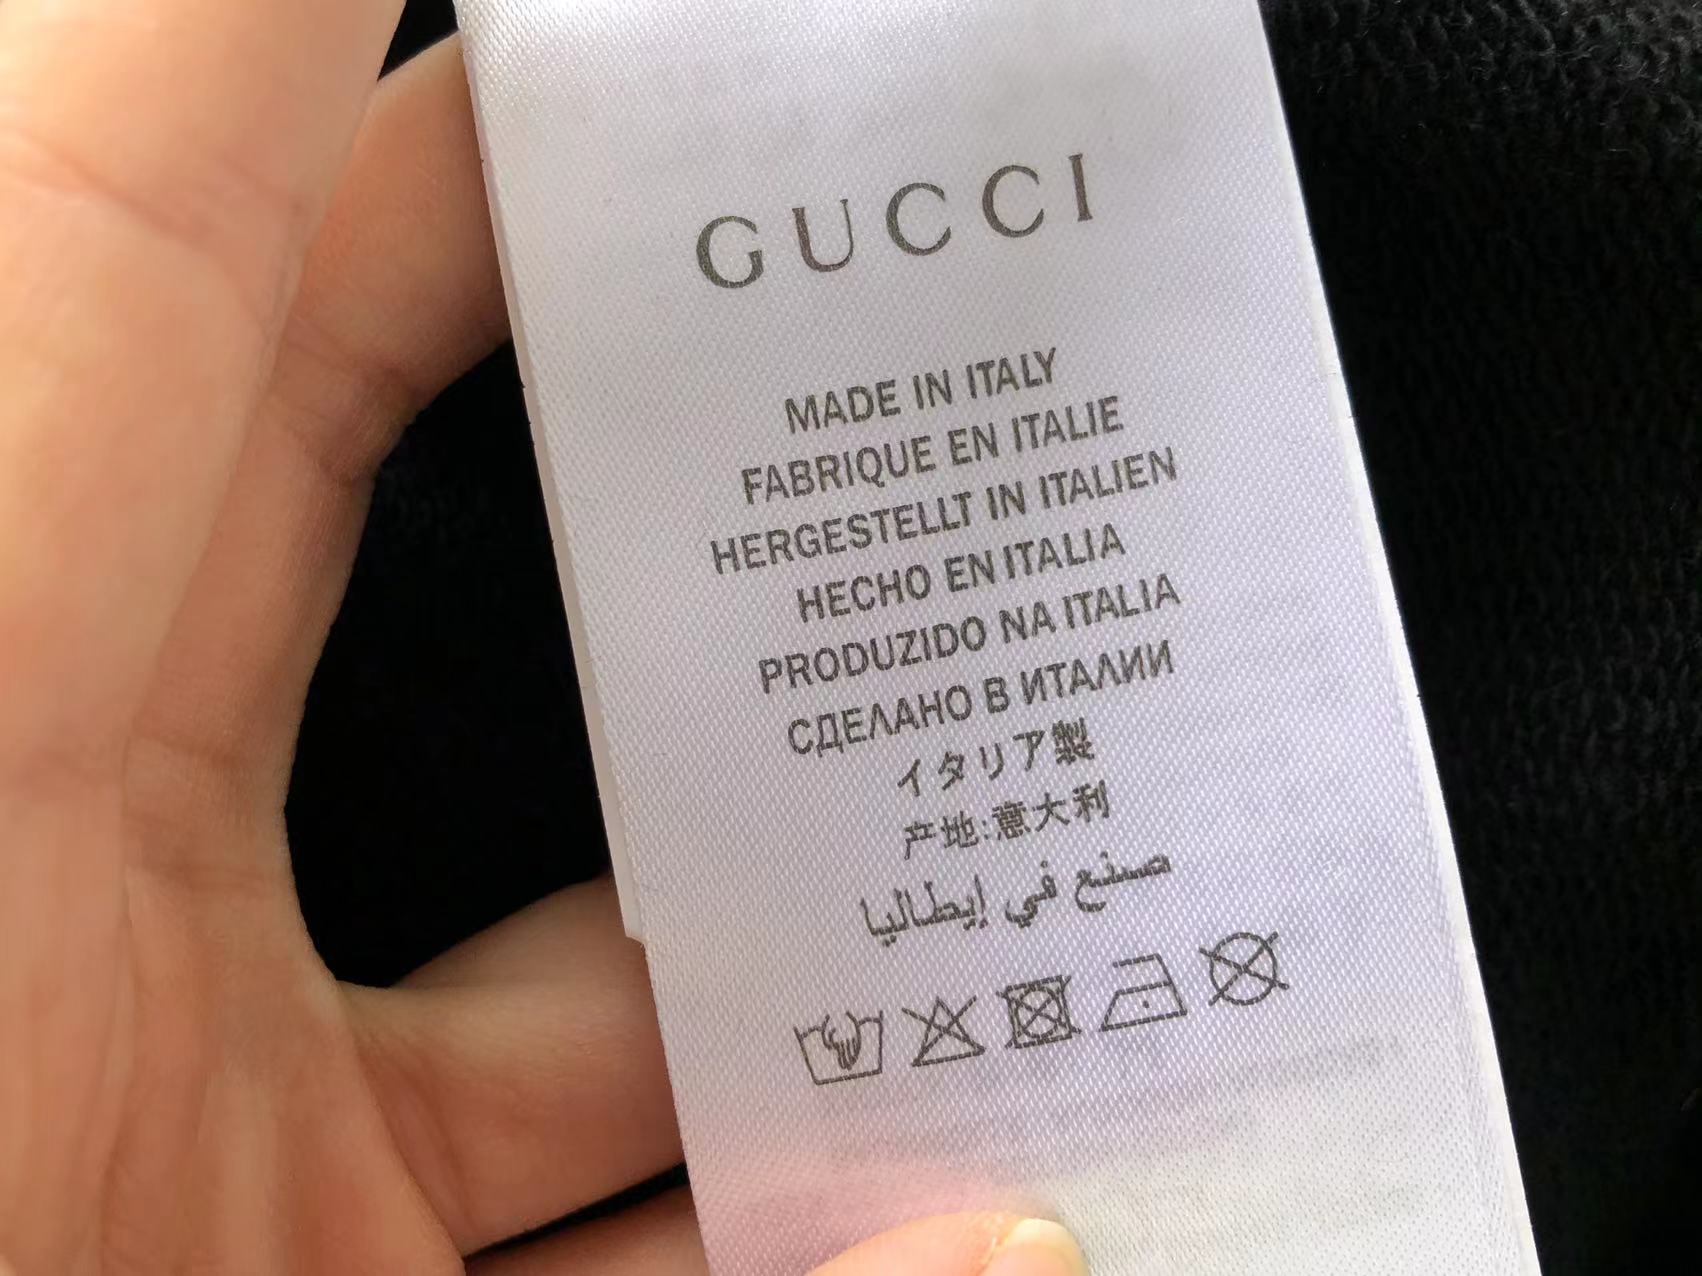 GUCCI
MADE IN ITALY
FABRIQUE EN ITALIE
HERGESTELLT IN ITALIEN
HECHO EN ITALIA
PRODUZIDO NA ITALIA
СДЕЛАНО В ИТАЛИИ
イタリア製
产地:意大利
صنع في إيطاليا